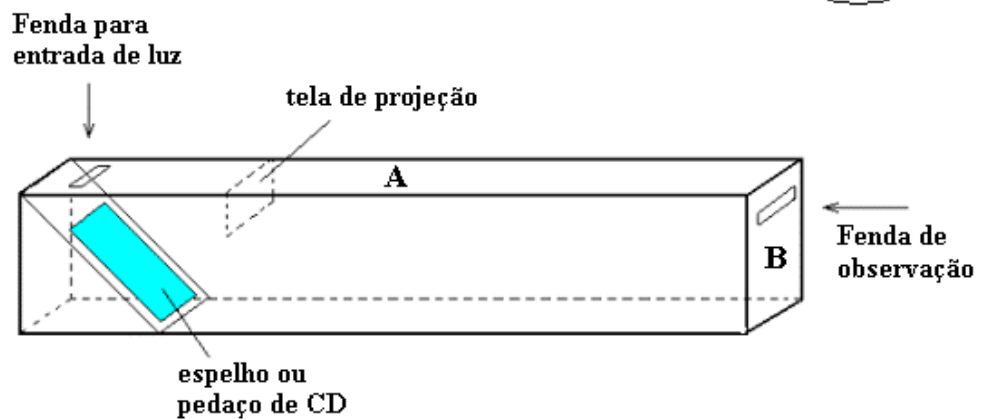 Fenda para
entrada de luz
tela de projeção
A
B
Fenda de
observação
espelho ou
pedaço de CD